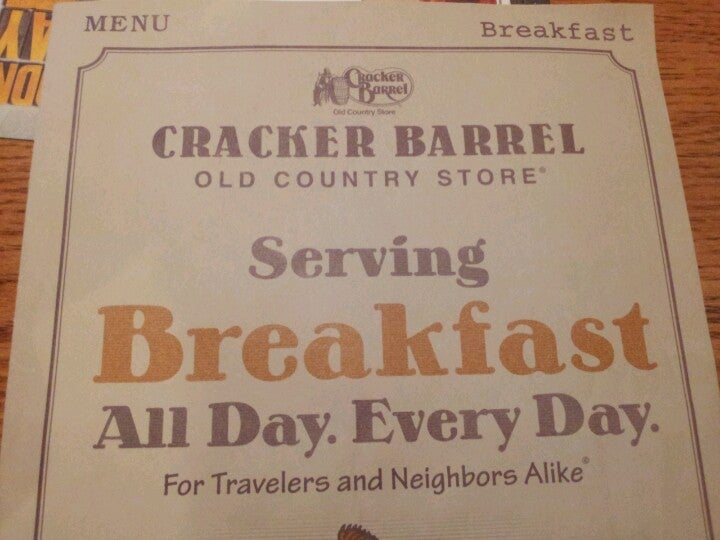 MENU
Breakfast
Cracker Barrel
Old Country Store
CRACKER BARREL
OLD COUNTRY STORE®
Serving
Breakfast
All Day. Every Day.
For Travelers and Neighbors Alike®